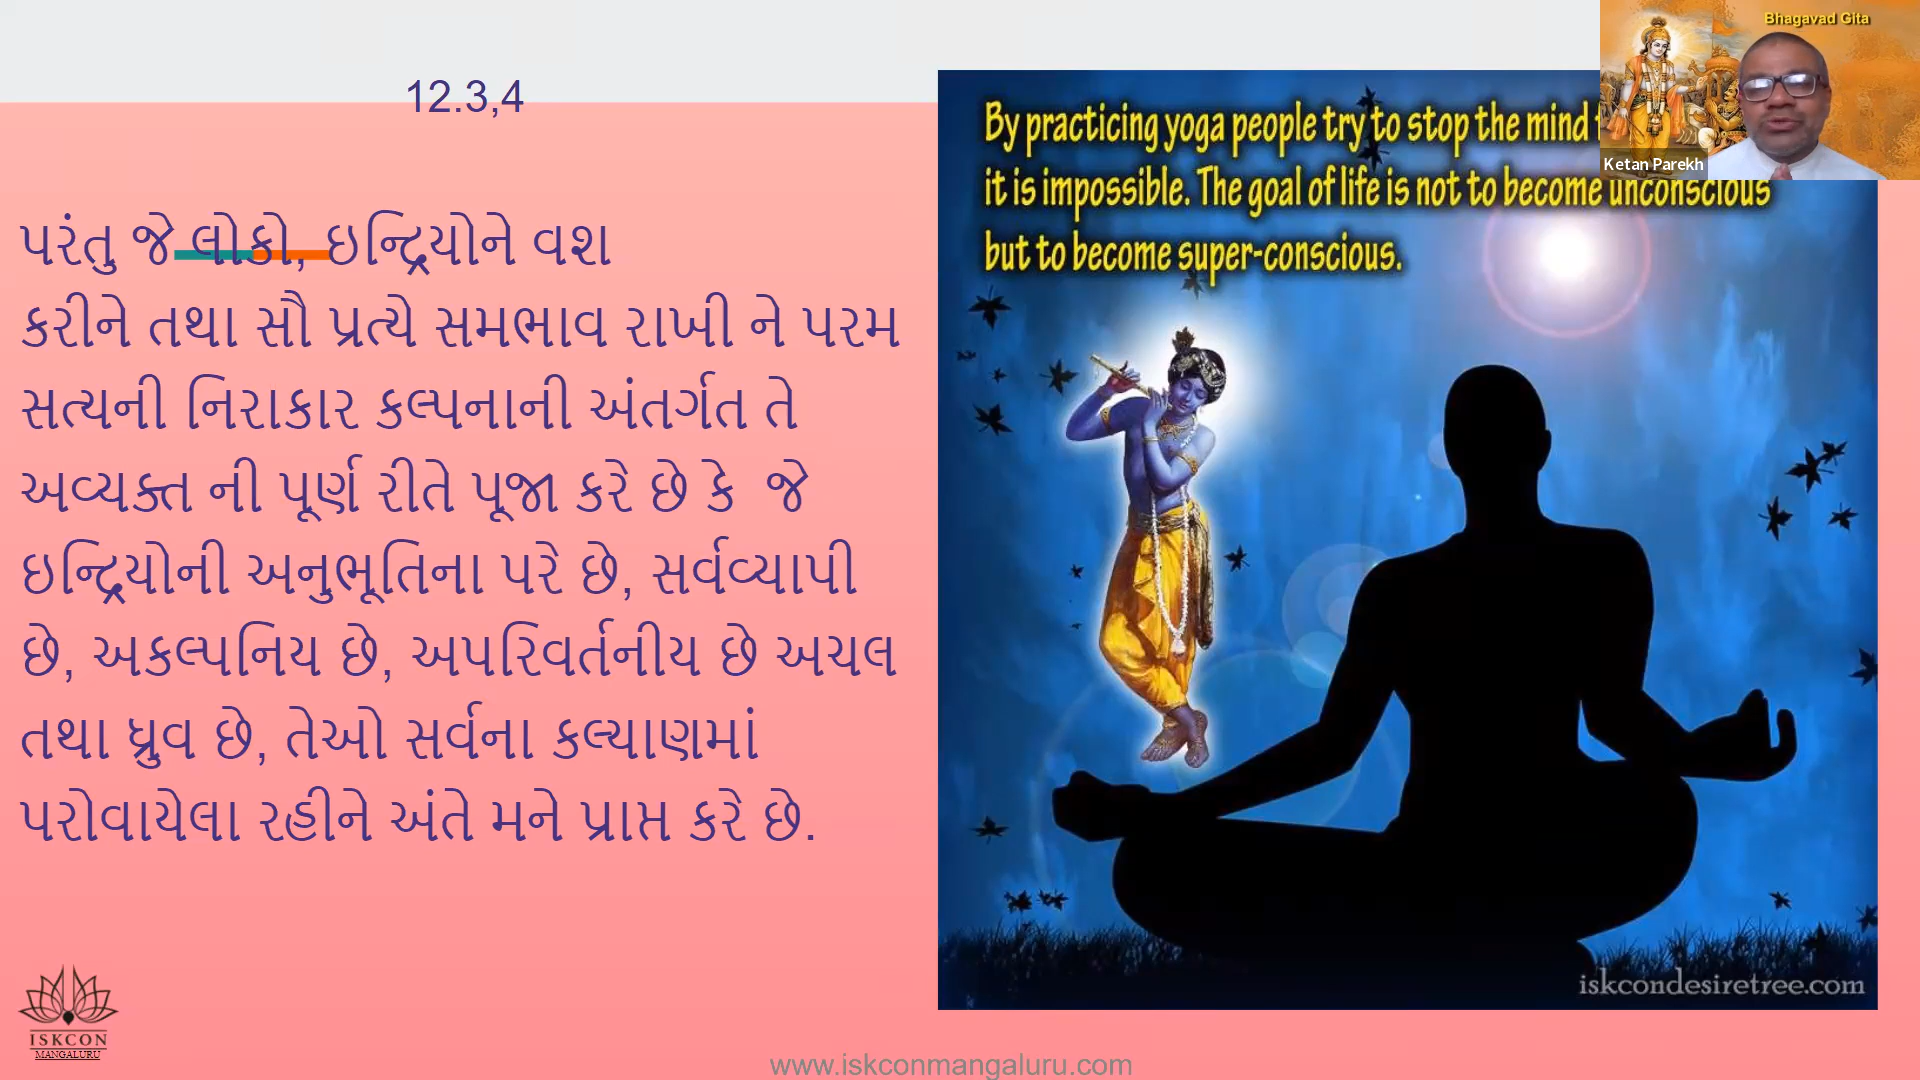 12.3,4
પરંતુ જે લોકો, ઇન્દ્રિયોને વશ
કરીને તથા સૌ પ્રત્યે સમભાવ રાખી ને પરમ
સત્યની નિરાકાર કલ્પનાની અંતર્ગત તે
અવ્યક્ત ની પૂર્ણ રીતે પૂજા કરે છે કે જે
ઇન્દ્રિયોની અનુભૂતિના પરે છે, સર્વવ્યાપી
છે, અકલ્પનિય છે, અપરિવર્તનીય છે અચલ
તથા ધ્રુવ છે, તેઓ સર્વના કલ્યાણમાં
પરોવાયેલા રહીને અંતે મને પ્રાપ્ત કરે છે.
By practicing yoga people try to stop the mind
it is impossible. The goal of life is not to become unconscious
but to become super-conscious.
iskcondesiretree.com
Bhagavad Gita
Ketan Parekh
ISKCON
MANGALURU
www.iskconmangaluru.com